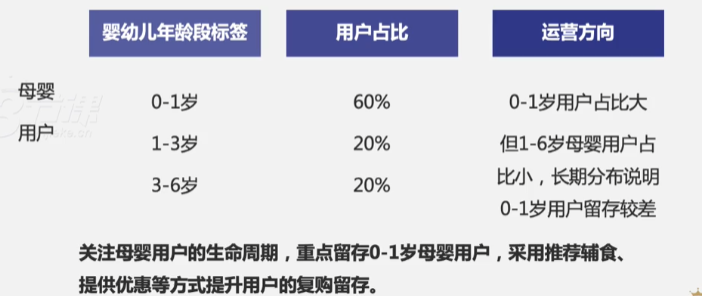 婴幼儿年龄段标签 用户占比 运营方向
母婴
用户
0-1岁 60% 0-1岁用户占比大
1-3岁 20% 但1-6岁母婴用户占
3-6岁 20% 比小，长期分布说明
0-1岁用户留存较差
关注母婴用户的生命周期，重点留存0-1岁母婴用户，采用推荐辅食、
提供优惠等方式提升用户的复购留存。